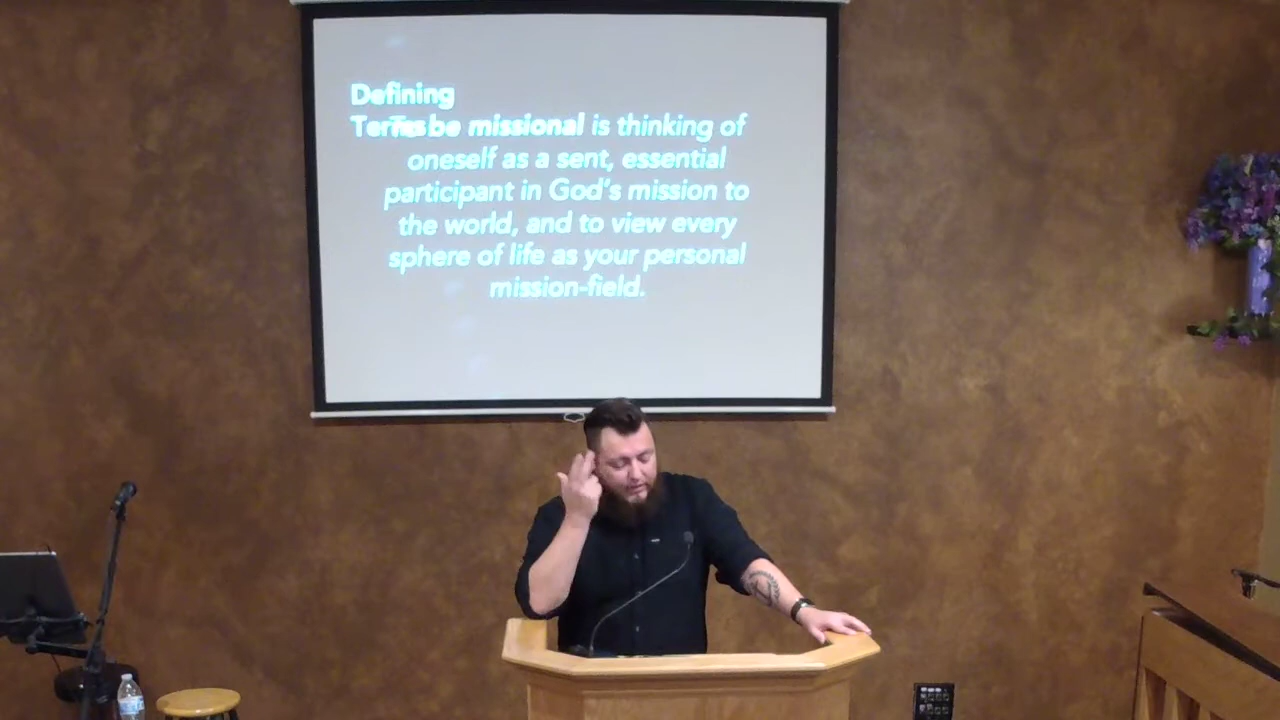 Defining
Terms
To be missional is thinking of
oneself as a sent, essential
participant in God's mission to
the world, and to view every
sphere of life as your personal
mission-field.